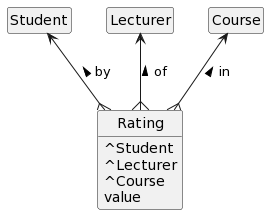 Student Lecturer Course
by of in
Rating
^Student
^Lecturer
^Course
value